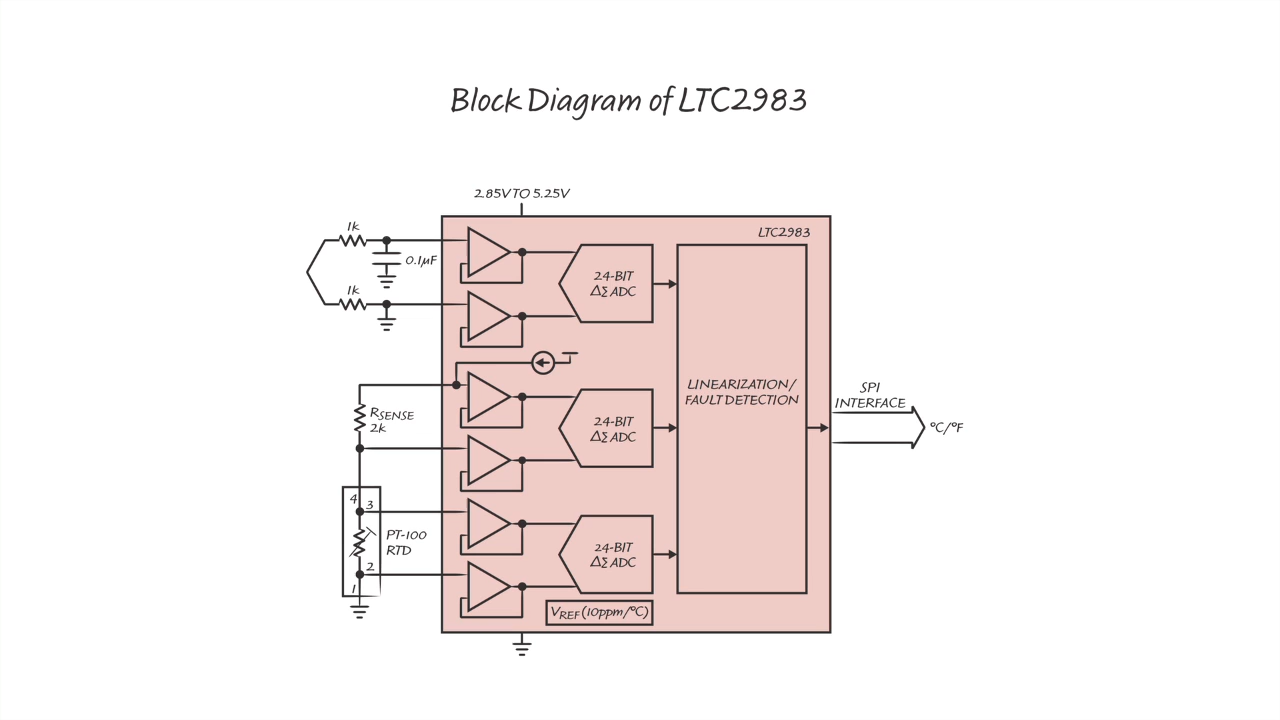 Block Diagram of LTC2983
2.85V TO 5.25V
LTC2983
1k
0.1µF
1k
24-BIT
ΔΣ ADC
RSENSE
2k
24-BIT
ΔΣ ADC
LINEARIZATION/
FAULT DETECTION
SPI
INTERFACE
°C/°F
4
3
PT-100
RTD
2
1
24-BIT
ΔΣ ADC
VREF (10ppm/°C)